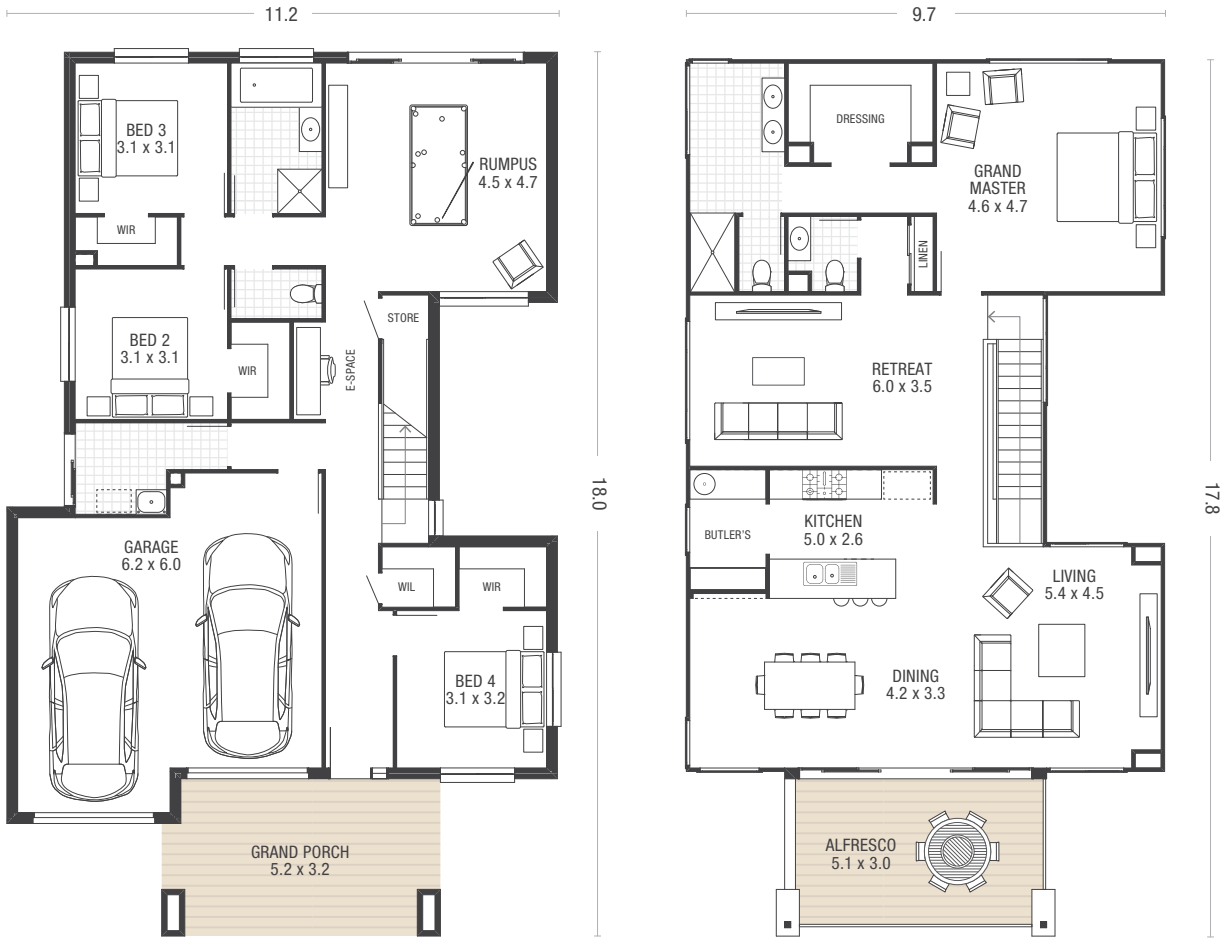 11.2
9.7
BED 3
3.1 x 3.1
RUMPUS
4.5 x 4.7
WIR
STORE
BED 2
3.1 x 3.1
WIR
E-SPACE
18.0
GARAGE
6.2 x 6.0
WIL
WIR
BED 4
3.1 x 3.2
GRAND PORCH
5.2 x 3.2
DRESSING
GRAND
MASTER
4.6 x 4.7
LINEN
RETREAT
6.0 x 3.5
17.8
KITCHEN
5.0 x 2.6
BUTLER'S
LIVING
5.4 x 4.5
DINING
4.2 x 3.3
ALFRESCO
5.1 x 3.0